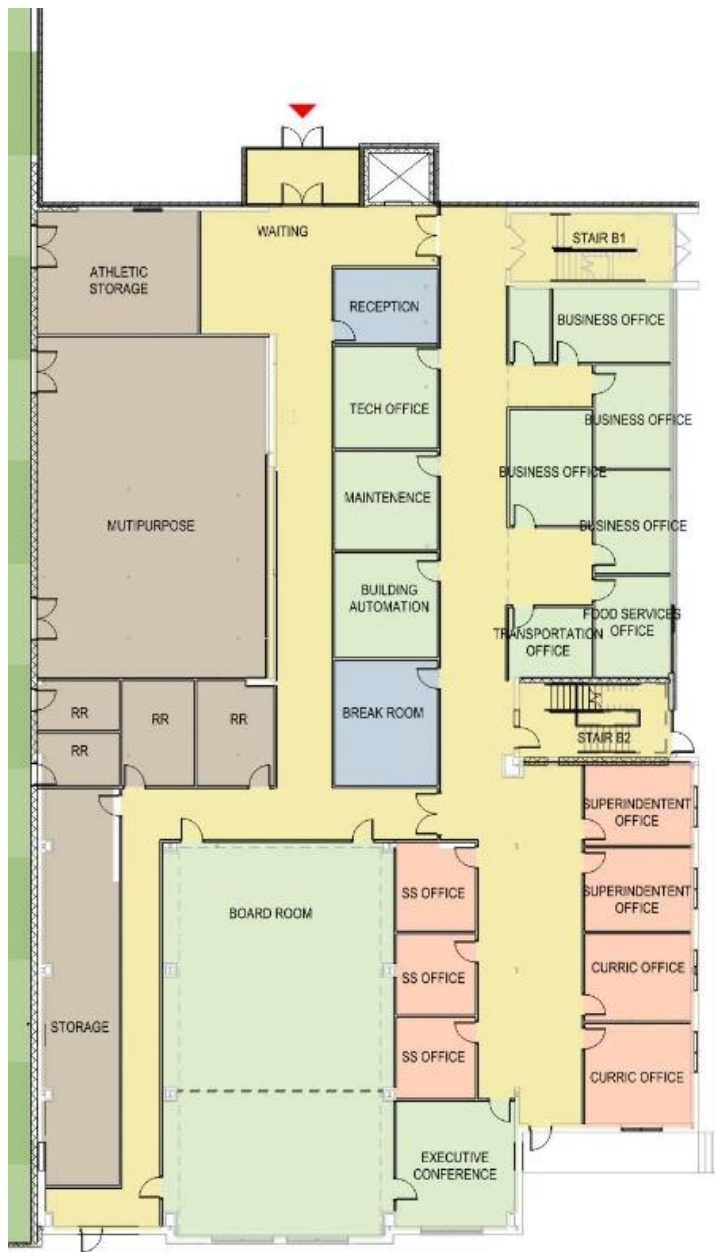 WAITING
STAIR B1
ATHLETIC
STORAGE
RECEPTION
BUSINESS OFFICE
TECH OFFICE
BUSINESS OFFICE
BUSINESS OFFICE
MAINTENENCE
MUTIPURPOSE
BUSINESS OFFICE
BUILDING
AUTOMATION
FOOD SERVICES
OFFICE
TRANSPORTATION
OFFICE
RR
RR
RR
RR
BREAK ROOM
STAIR B2
SUPERINDENTENT
OFFICE
BOARD ROOM
SS OFFICE
SUPERINDENTENT
OFFICE
SS OFFICE
CURRIC OFFICE
STORAGE
SS OFFICE
CURRIC OFFICE
EXECUTIVE
CONFERENCE